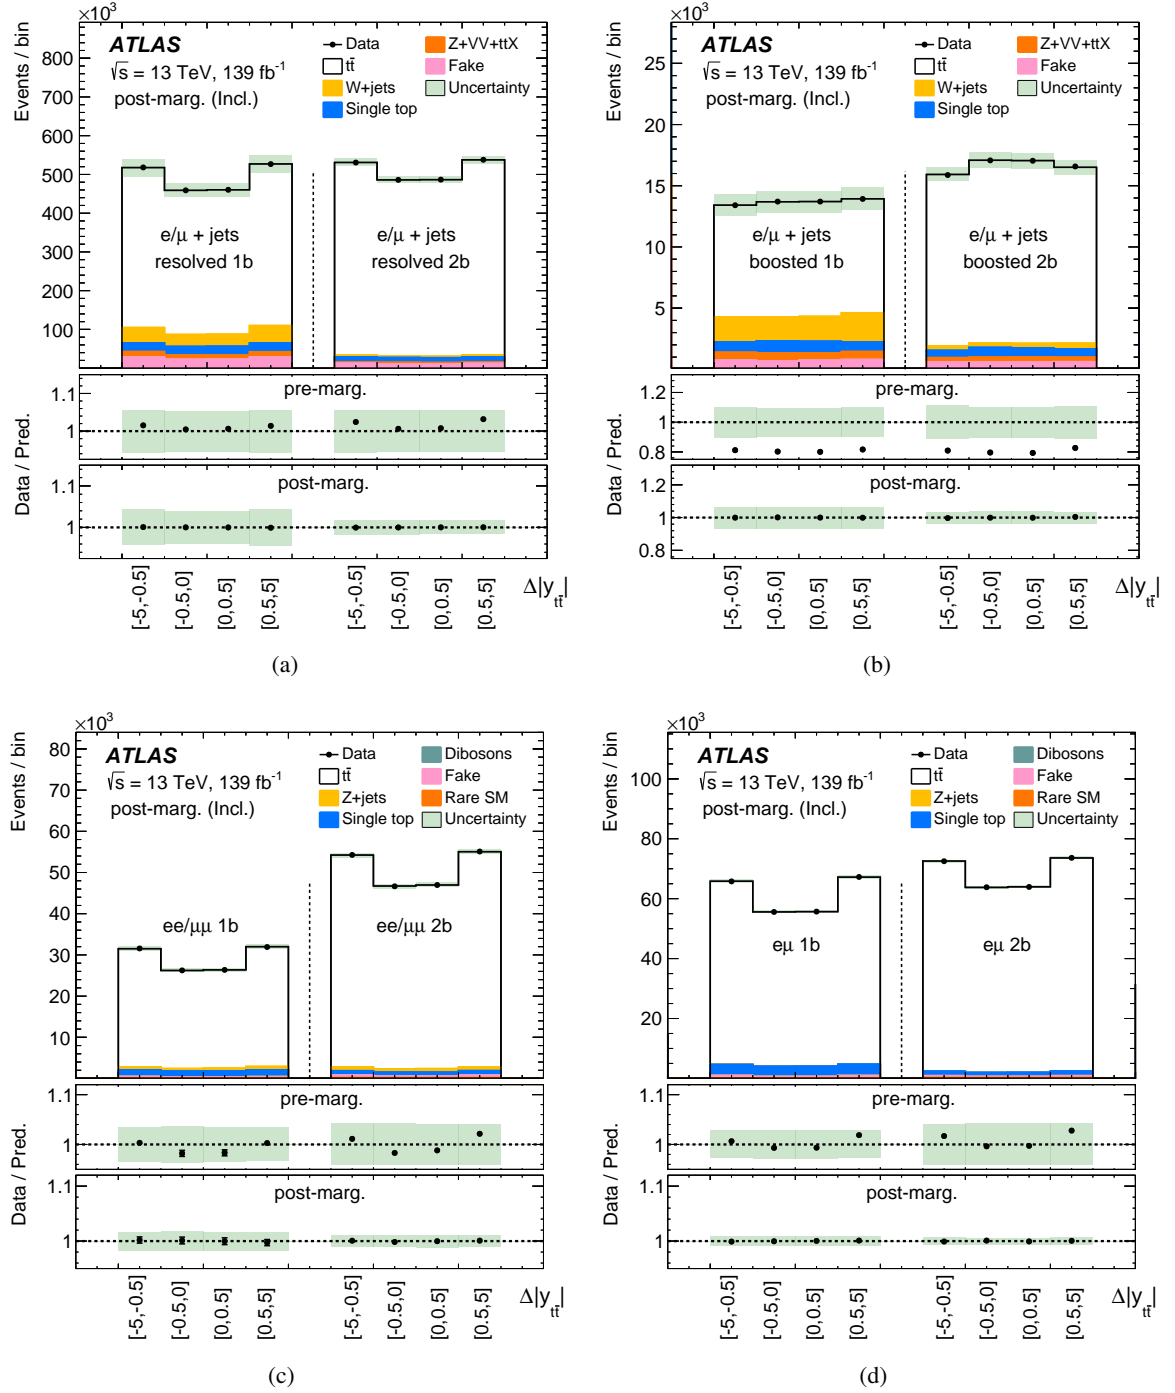 ×10³
Events / bin
800
700
600
500
400
300
200
100
ATLAS
√s = 13 TeV, 139 fb⁻¹
post-marg. (Incl.)
Data
tt̄
W+jets
Single top
Z+VV+ttX
Fake
Uncertainty
e/μ + jets
resolved 1b
e/μ + jets
resolved 2b
Data / Pred.
1.1
1
pre-marg.
1.1
1
post-marg.
[-5,-0.5]
[-0.5,0]
[0,0.5]
[0.5,5]
[-5,-0.5]
[-0.5,0]
[0,0.5]
[0.5,5]
Δ|y_tt̄|
(a)
×10³
Events / bin
25
20
15
10
5
ATLAS
√s = 13 TeV, 139 fb⁻¹
post-marg. (Incl.)
Data
tt̄
W+jets
Single top
Z+VV+ttX
Fake
Uncertainty
e/μ + jets
boosted 1b
e/μ + jets
boosted 2b
Data / Pred.
1.2
1
0.8
pre-marg.
1.2
1
0.8
post-marg.
[-5,-0.5]
[-0.5,0]
[0,0.5]
[0.5,5]
[-5,-0.5]
[-0.5,0]
[0,0.5]
[0.5,5]
Δ|y_tt̄|
(b)
×10³
Events / bin
80
70
60
50
40
30
20
10
ATLAS
√s = 13 TeV, 139 fb⁻¹
post-marg. (Incl.)
Data
tt̄
Z+jets
Single top
Dibosons
Fake
Rare SM
Uncertainty
ee/μμ 1b
ee/μμ 2b
Data / Pred.
1.1
1
pre-marg.
1.1
1
post-marg.
[-5,-0.5]
[-0.5,0]
[0,0.5]
[0.5,5]
[-5,-0.5]
[-0.5,0]
[0,0.5]
[0.5,5]
Δ|y_tt̄|
(c)
×10³
Events / bin
100
80
60
40
20
ATLAS
√s = 13 TeV, 139 fb⁻¹
post-marg. (Incl.)
Data
tt̄
Z+jets
Single top
Dibosons
Fake
Rare SM
Uncertainty
eμ 1b
eμ 2b
Data / Pred.
1.1
1
pre-marg.
1.1
1
post-marg.
[-5,-0.5]
[-0.5,0]
[0,0.5]
[0.5,5]
[-5,-0.5]
[-0.5,0]
[0,0.5]
[0.5,5]
Δ|y_tt̄|
(d)